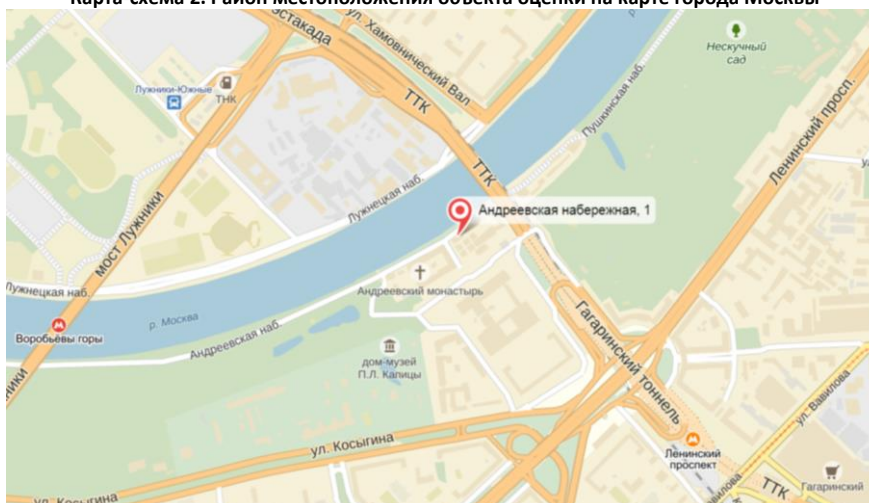 Карта-схема 2. Район местоположения объекта оценки на карте города Москвы
эстакада
ул. Хамовнический Вал
Нескучный
сад
Лужники-Южные
ТНК
ТТК
Пушкинская наб.
Ленинский просп.
ТТК
Лужнецкая наб.
мост Лужники
Андреевская набережная, 1
Андреевский монастырь
Лужнецкая наб.
р. Москва
Воробьёвы горы
Андреевская наб.
Гагаринский тоннель
дом-музей
П.Л. Капицы
ул. Вавилова
ул. Косыгина
Ленинский
проспект
ТТК
Гагаринский
ул. Косыгина